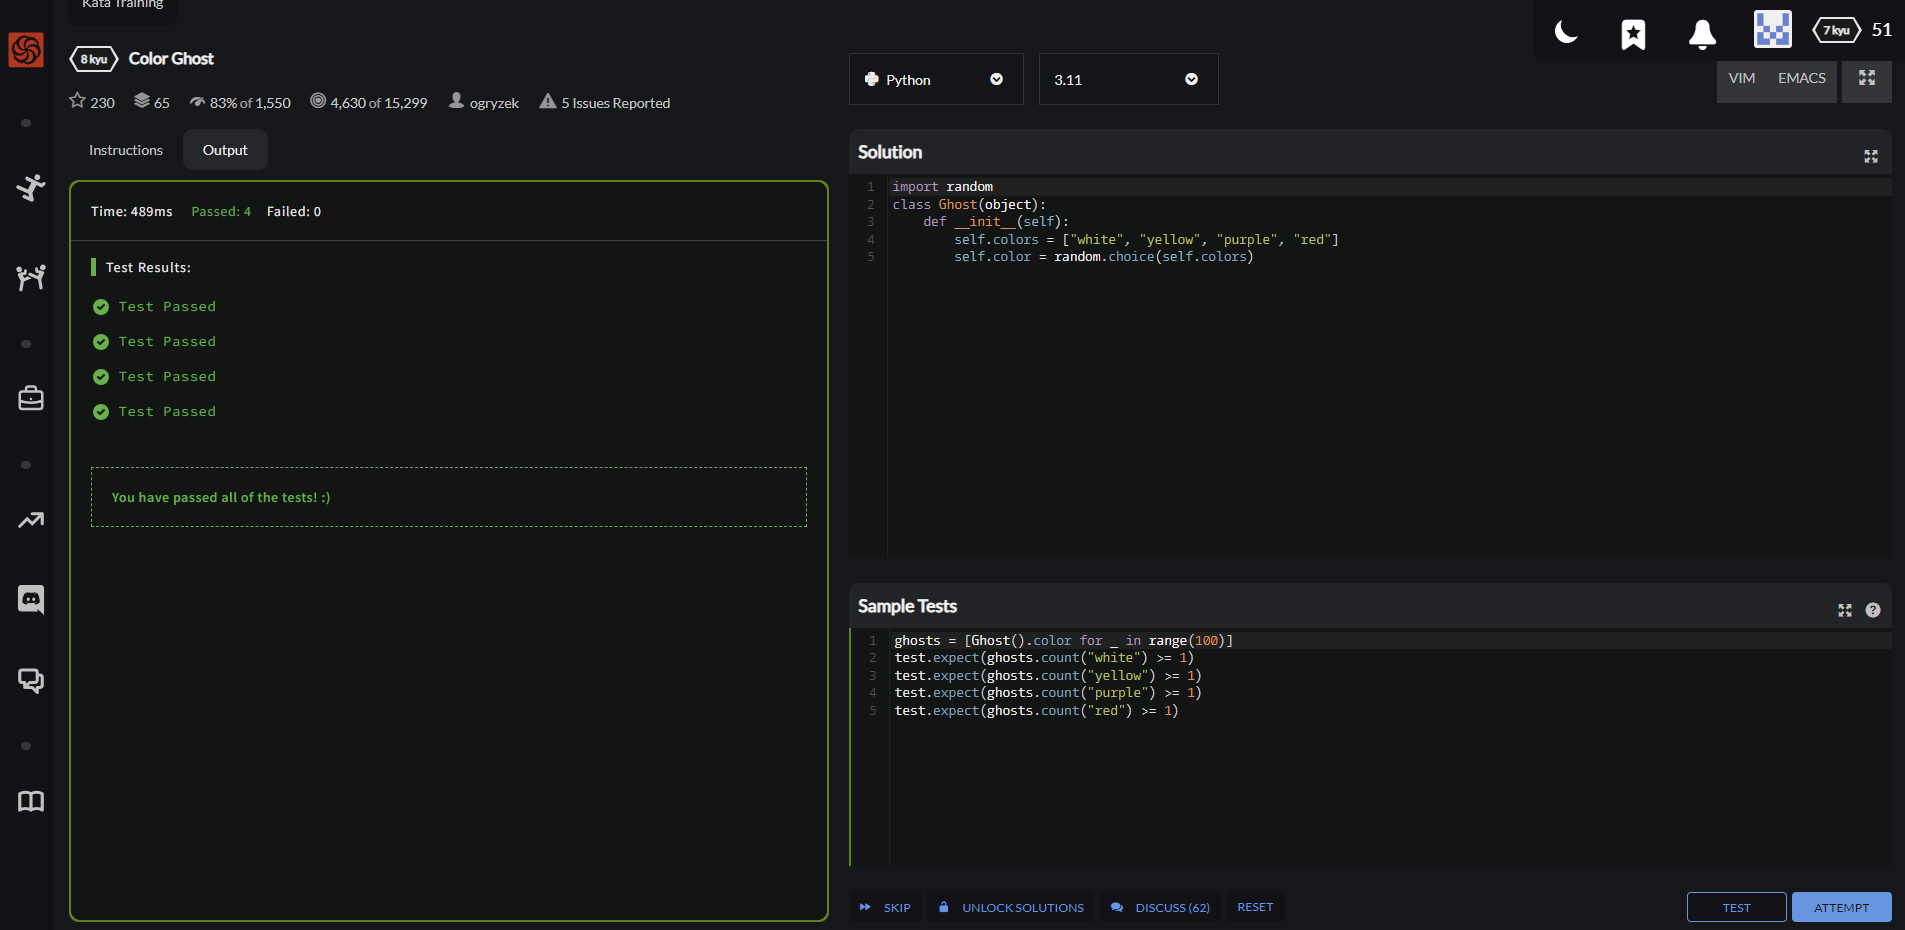 Kata Training
8 kyu Color Ghost
230 65 83% of 1,550 4,630 of 15,299 ogryzek 5 Issues Reported
Instructions Output
Time: 489ms Passed: 4 Failed: 0
Test Results:
Test Passed
Test Passed
Test Passed
Test Passed
You have passed all of the tests! :)
7 kyu 51
Python 3.11
VIM EMACS
Solution
1 import random
2 class Ghost(object):
3     def __init__(self):
4         self.colors = ["white", "yellow", "purple", "red"]
5         self.color = random.choice(self.colors)
Sample Tests
1 ghosts = [Ghost().color for _ in range(100)]
2 test.expect(ghosts.count("white") >= 1)
3 test.expect(ghosts.count("yellow") >= 1)
4 test.expect(ghosts.count("purple") >= 1)
5 test.expect(ghosts.count("red") >= 1)
SKIP UNLOCK SOLUTIONS DISCUSS (62) RESET
TEST ATTEMPT